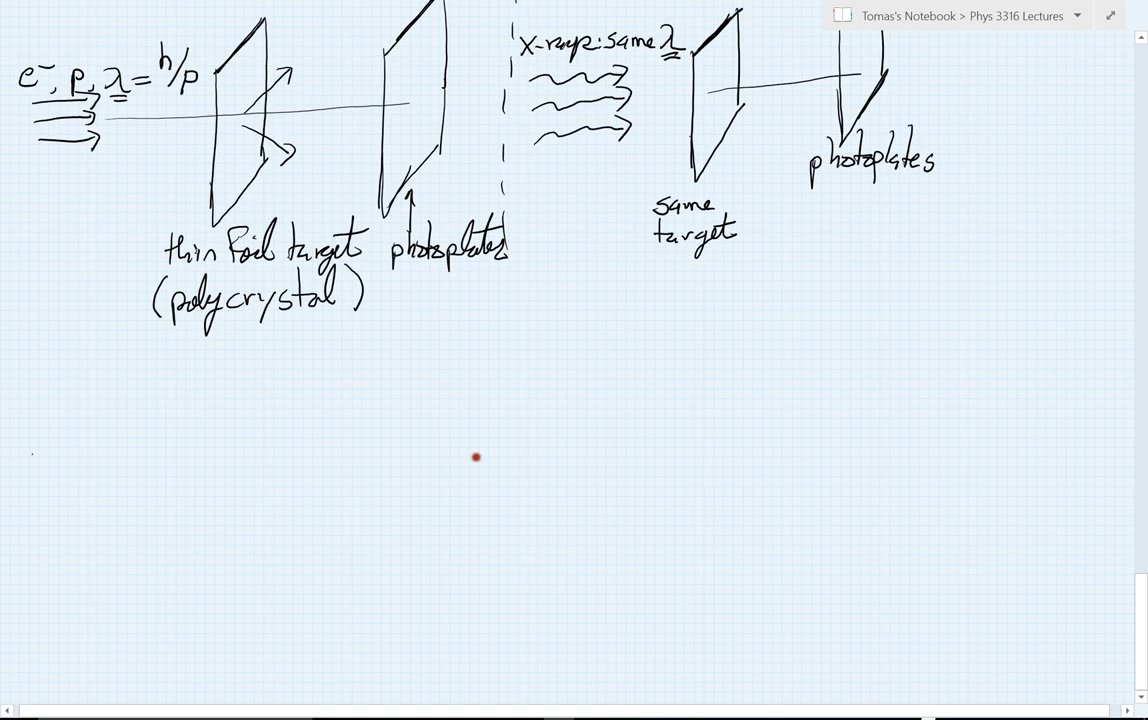 Tomas's Notebook > Phys 3316 Lectures
e⁻, p, λ = h/p
x-rays: same λ
thin foil target
(polycrystal)
photoplates
same
target
photoplates